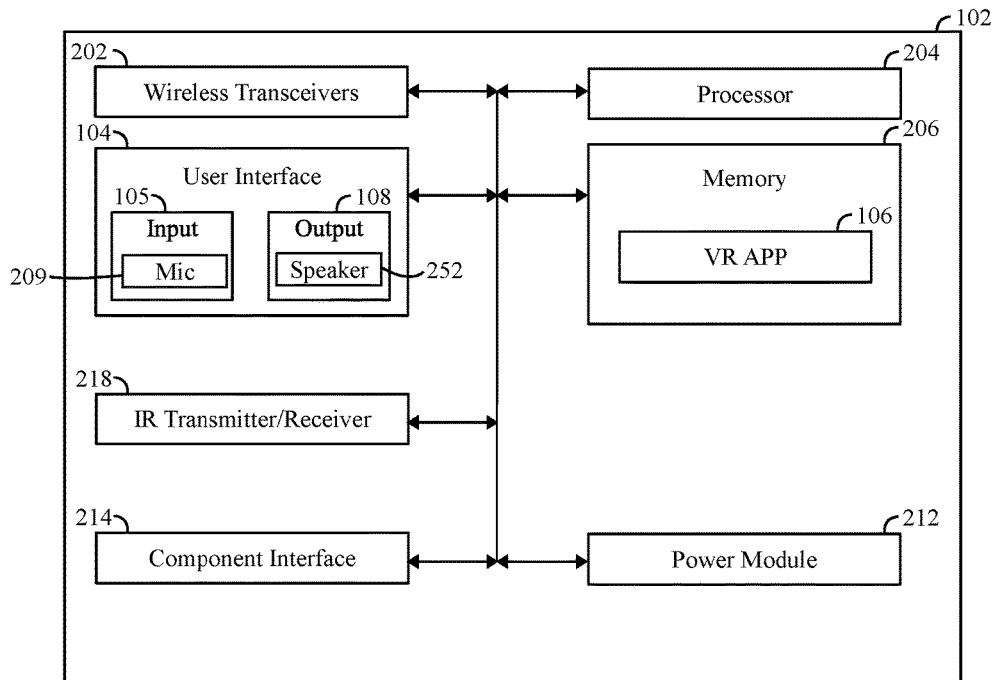 102
202
Wireless Transceivers
204
Processor
104
User Interface
105
Input
209
Mic
108
Output
Speaker
252
206
Memory
106
VR APP
218
IR Transmitter/Receiver
214
Component Interface
212
Power Module